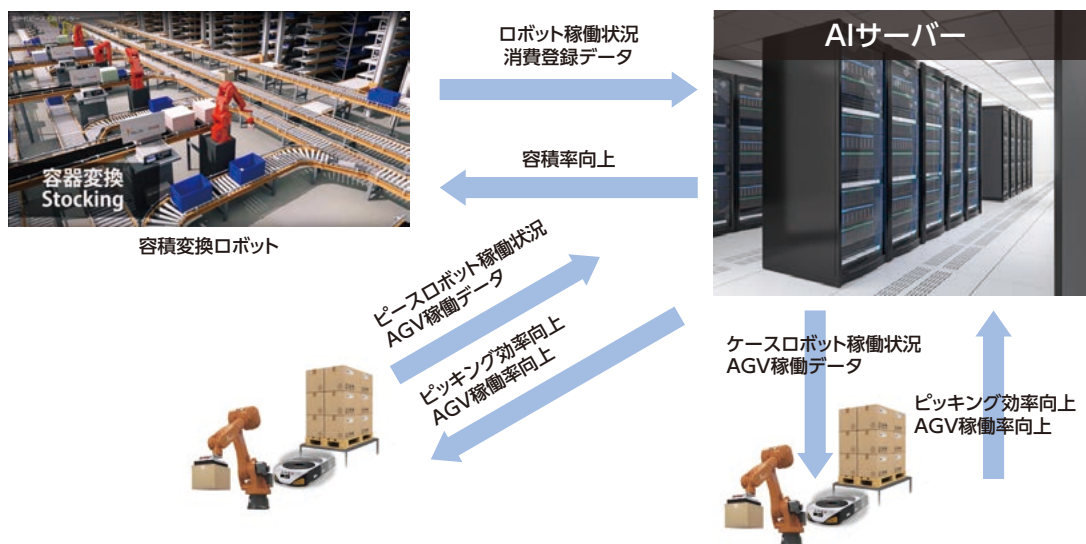 ロボット稼働状況
消費登録データ
AIサーバー
容積率向上
容器変換
Stocking
容積変換ロボット
ピースロボット稼働状況
AGV稼働データ
ピッキング効率向上
AGV稼働率向上
ケースロボット稼働状況
AGV稼働データ
ピッキング効率向上
AGV稼働率向上